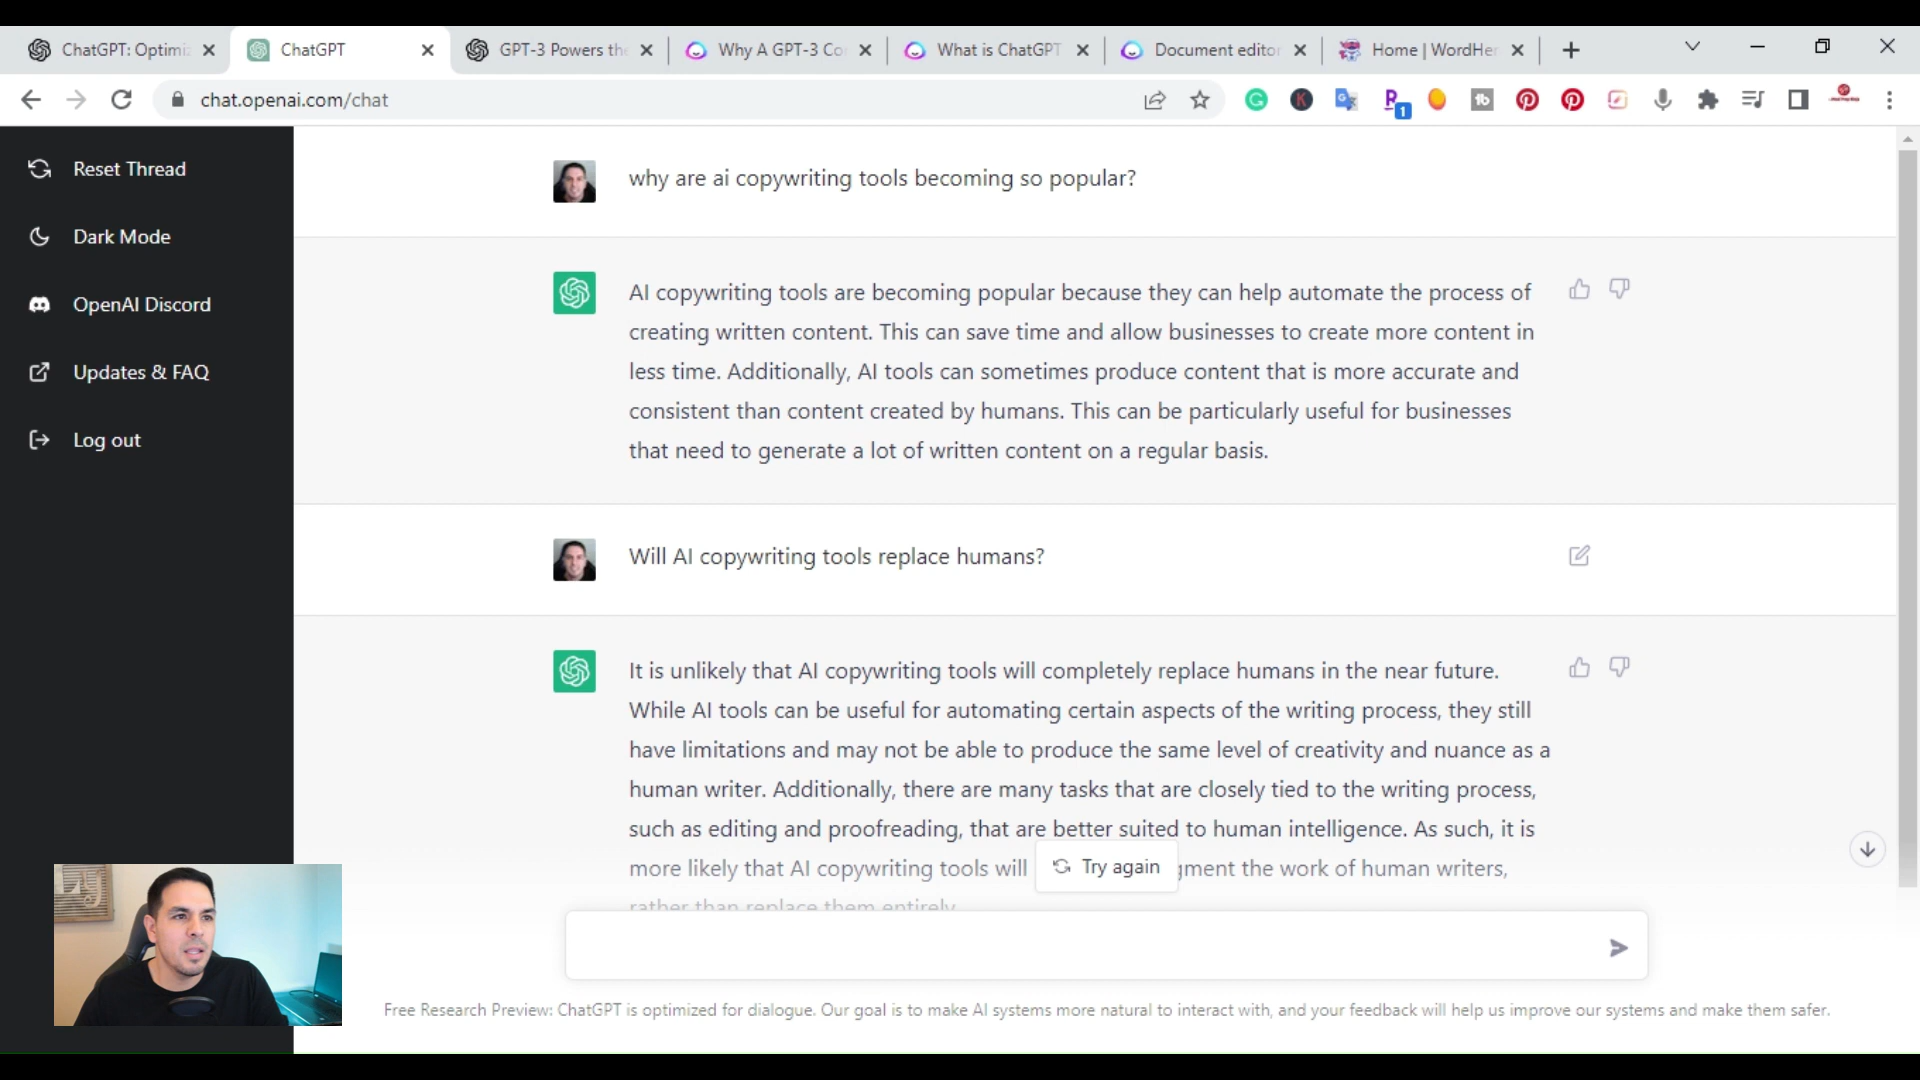 ChatGPT: Optimiz
ChatGPT
GPT-3 Powers the
Why A GPT-3 Co
What is ChatGPT
Document editor
Home | WordHer
chat.openai.com/chat
1
Reset Thread
Dark Mode
OpenAI Discord
Updates & FAQ
Log out
why are ai copywriting tools becoming so popular?
AI copywriting tools are becoming popular because they can help automate the process of
creating written content. This can save time and allow businesses to create more content in
less time. Additionally, AI tools can sometimes produce content that is more accurate and
consistent than content created by humans. This can be particularly useful for businesses
that need to generate a lot of written content on a regular basis.
Will AI copywriting tools replace humans?
It is unlikely that AI copywriting tools will completely replace humans in the near future.
While AI tools can be useful for automating certain aspects of the writing process, they still
have limitations and may not be able to produce the same level of creativity and nuance as a
human writer. Additionally, there are many tasks that are closely tied to the writing process,
such as editing and proofreading, that are better suited to human intelligence. As such, it is
more likely that AI copywriting tools will Try again gment the work of human writers,
rather than replace them entirely.
Free Research Preview: ChatGPT is optimized for dialogue. Our goal is to make AI systems more natural to interact with, and your feedback will help us improve our systems and make them safer.